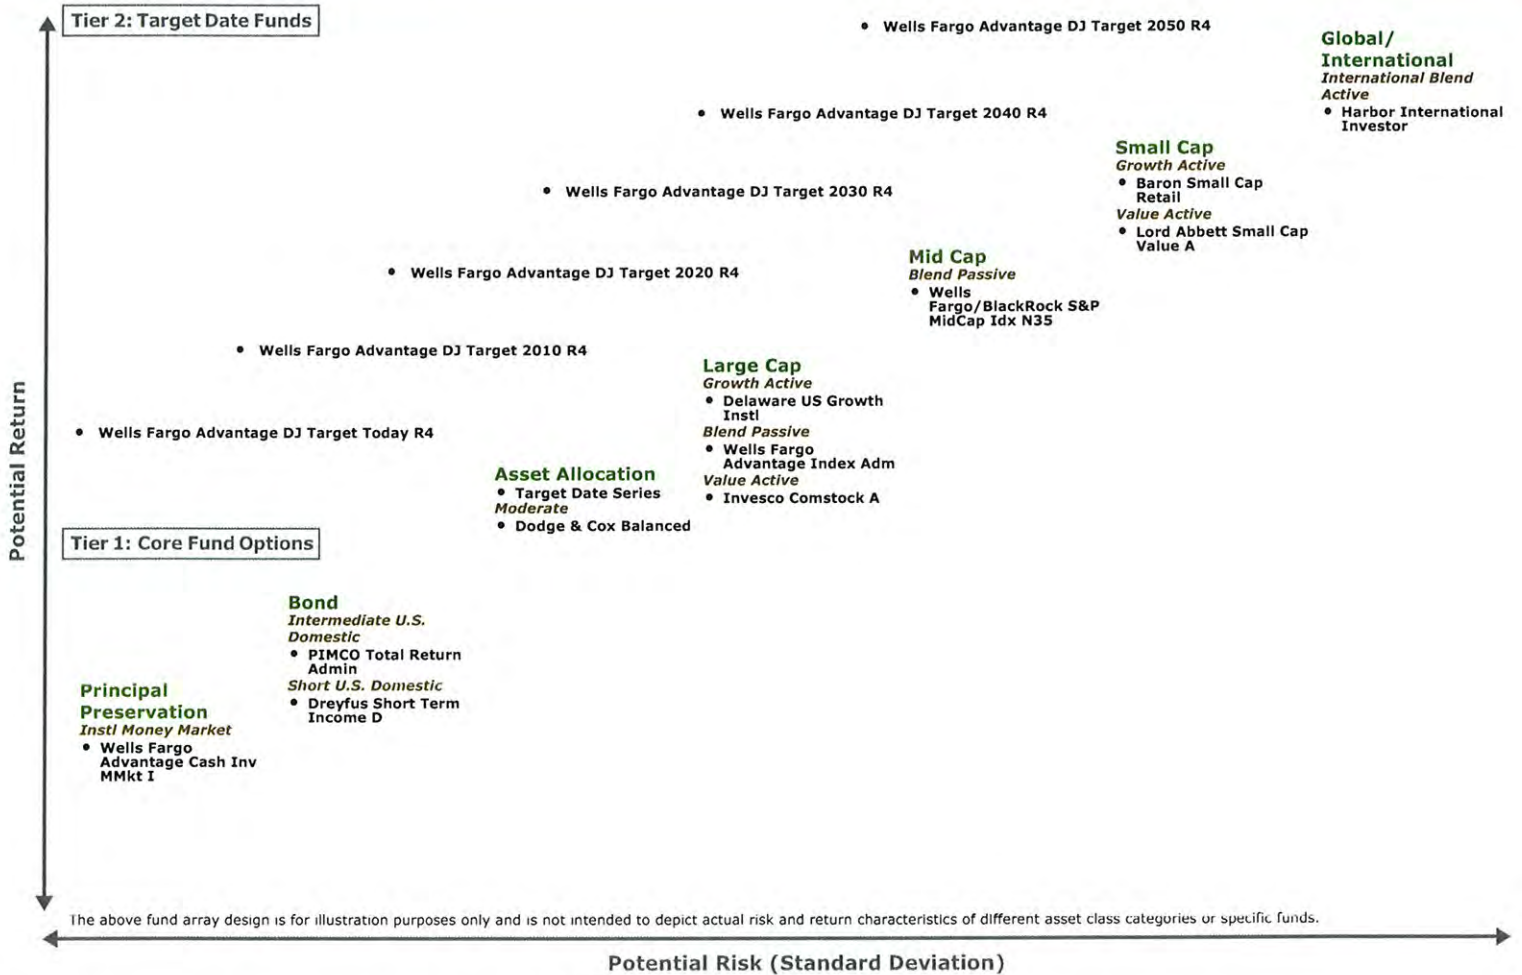 Tier 2: Target Date Funds
• Wells Fargo Advantage DJ Target 2050 R4
• Wells Fargo Advantage DJ Target 2040 R4
• Wells Fargo Advantage DJ Target 2030 R4
• Wells Fargo Advantage DJ Target 2020 R4
• Wells Fargo Advantage DJ Target 2010 R4
• Wells Fargo Advantage DJ Target Today R4
Global/
International
International Blend
Active
• Harbor International
Investor
Small Cap
Growth Active
• Baron Small Cap
Retail
Value Active
• Lord Abbett Small Cap
Value A
Mid Cap
Blend Passive
• Wells
Fargo/BlackRock S&P
MidCap Idx N35
Large Cap
Growth Active
• Delaware US Growth
Instl
Blend Passive
• Wells Fargo
Advantage Index Adm
Value Active
• Invesco Comstock A
Asset Allocation
• Target Date Series
Moderate
• Dodge & Cox Balanced
Tier 1: Core Fund Options
Bond
Intermediate U.S.
Domestic
• PIMCO Total Return
Admin
Short U.S. Domestic
• Dreyfus Short Term
Income D
Principal
Preservation
Instl Money Market
• Wells Fargo
Advantage Cash Inv
MMkt I
Potential Return
The above fund array design is for illustration purposes only and is not intended to depict actual risk and return characteristics of different asset class categories or specific funds.
Potential Risk (Standard Deviation)